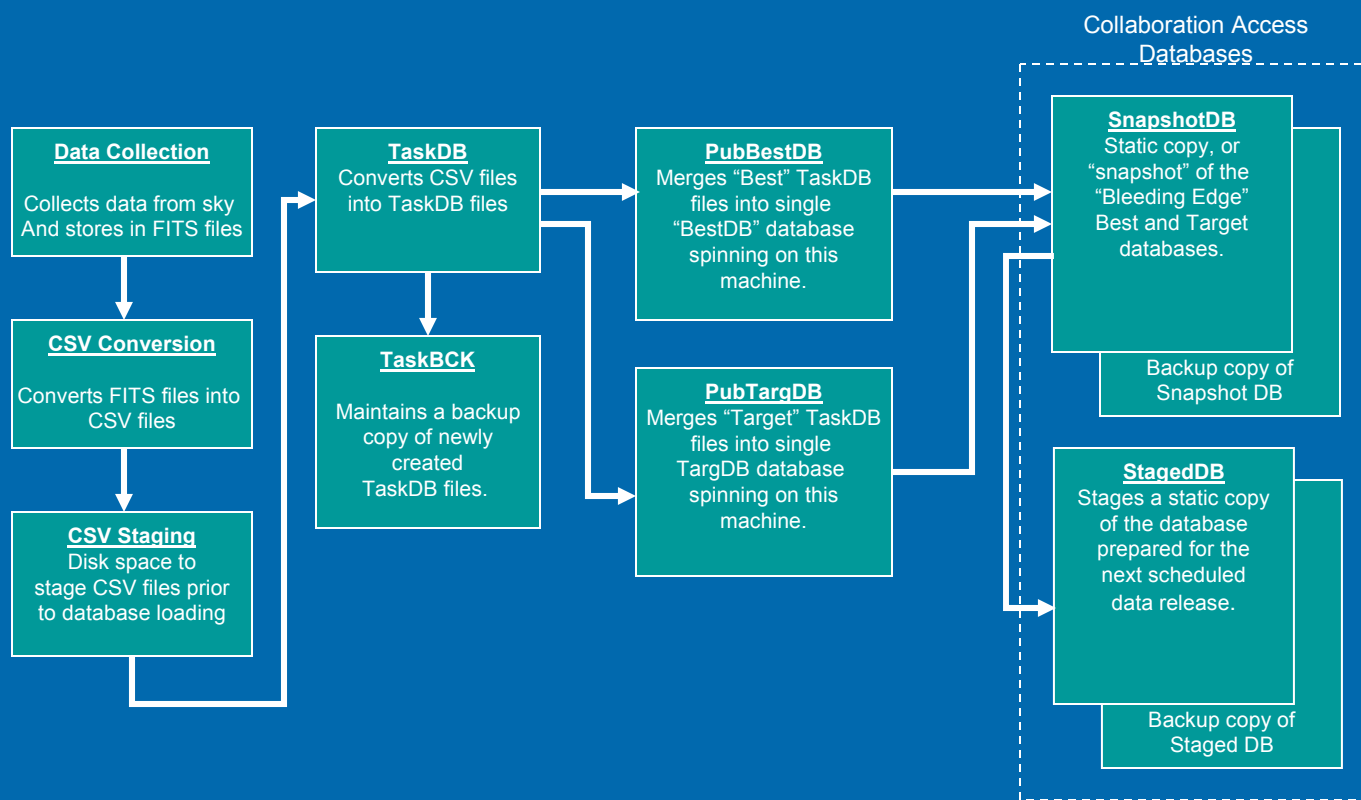 Collaboration Access
Databases
Data Collection
Collects data from sky
And stores in FITS files
CSV Conversion
Converts FITS files into
CSV files
CSV Staging
Disk space to
stage CSV files prior
to database loading
TaskDB
Converts CSV files
into TaskDB files
TaskBCK
Maintains a backup
copy of newly
created
TaskDB files.
PubBestDB
Merges “Best” TaskDB
files into single
“BestDB” database
spinning on this
machine.
PubTargDB
Merges “Target” TaskDB
files into single
TargDB database
spinning on this
machine.
SnapshotDB
Static copy, or
“snapshot” of the
“Bleeding Edge”
Best and Target
databases.
Backup copy of
Snapshot DB
StagedDB
Stages a static copy
of the database
prepared for the
next scheduled
data release.
Backup copy of
Staged DB